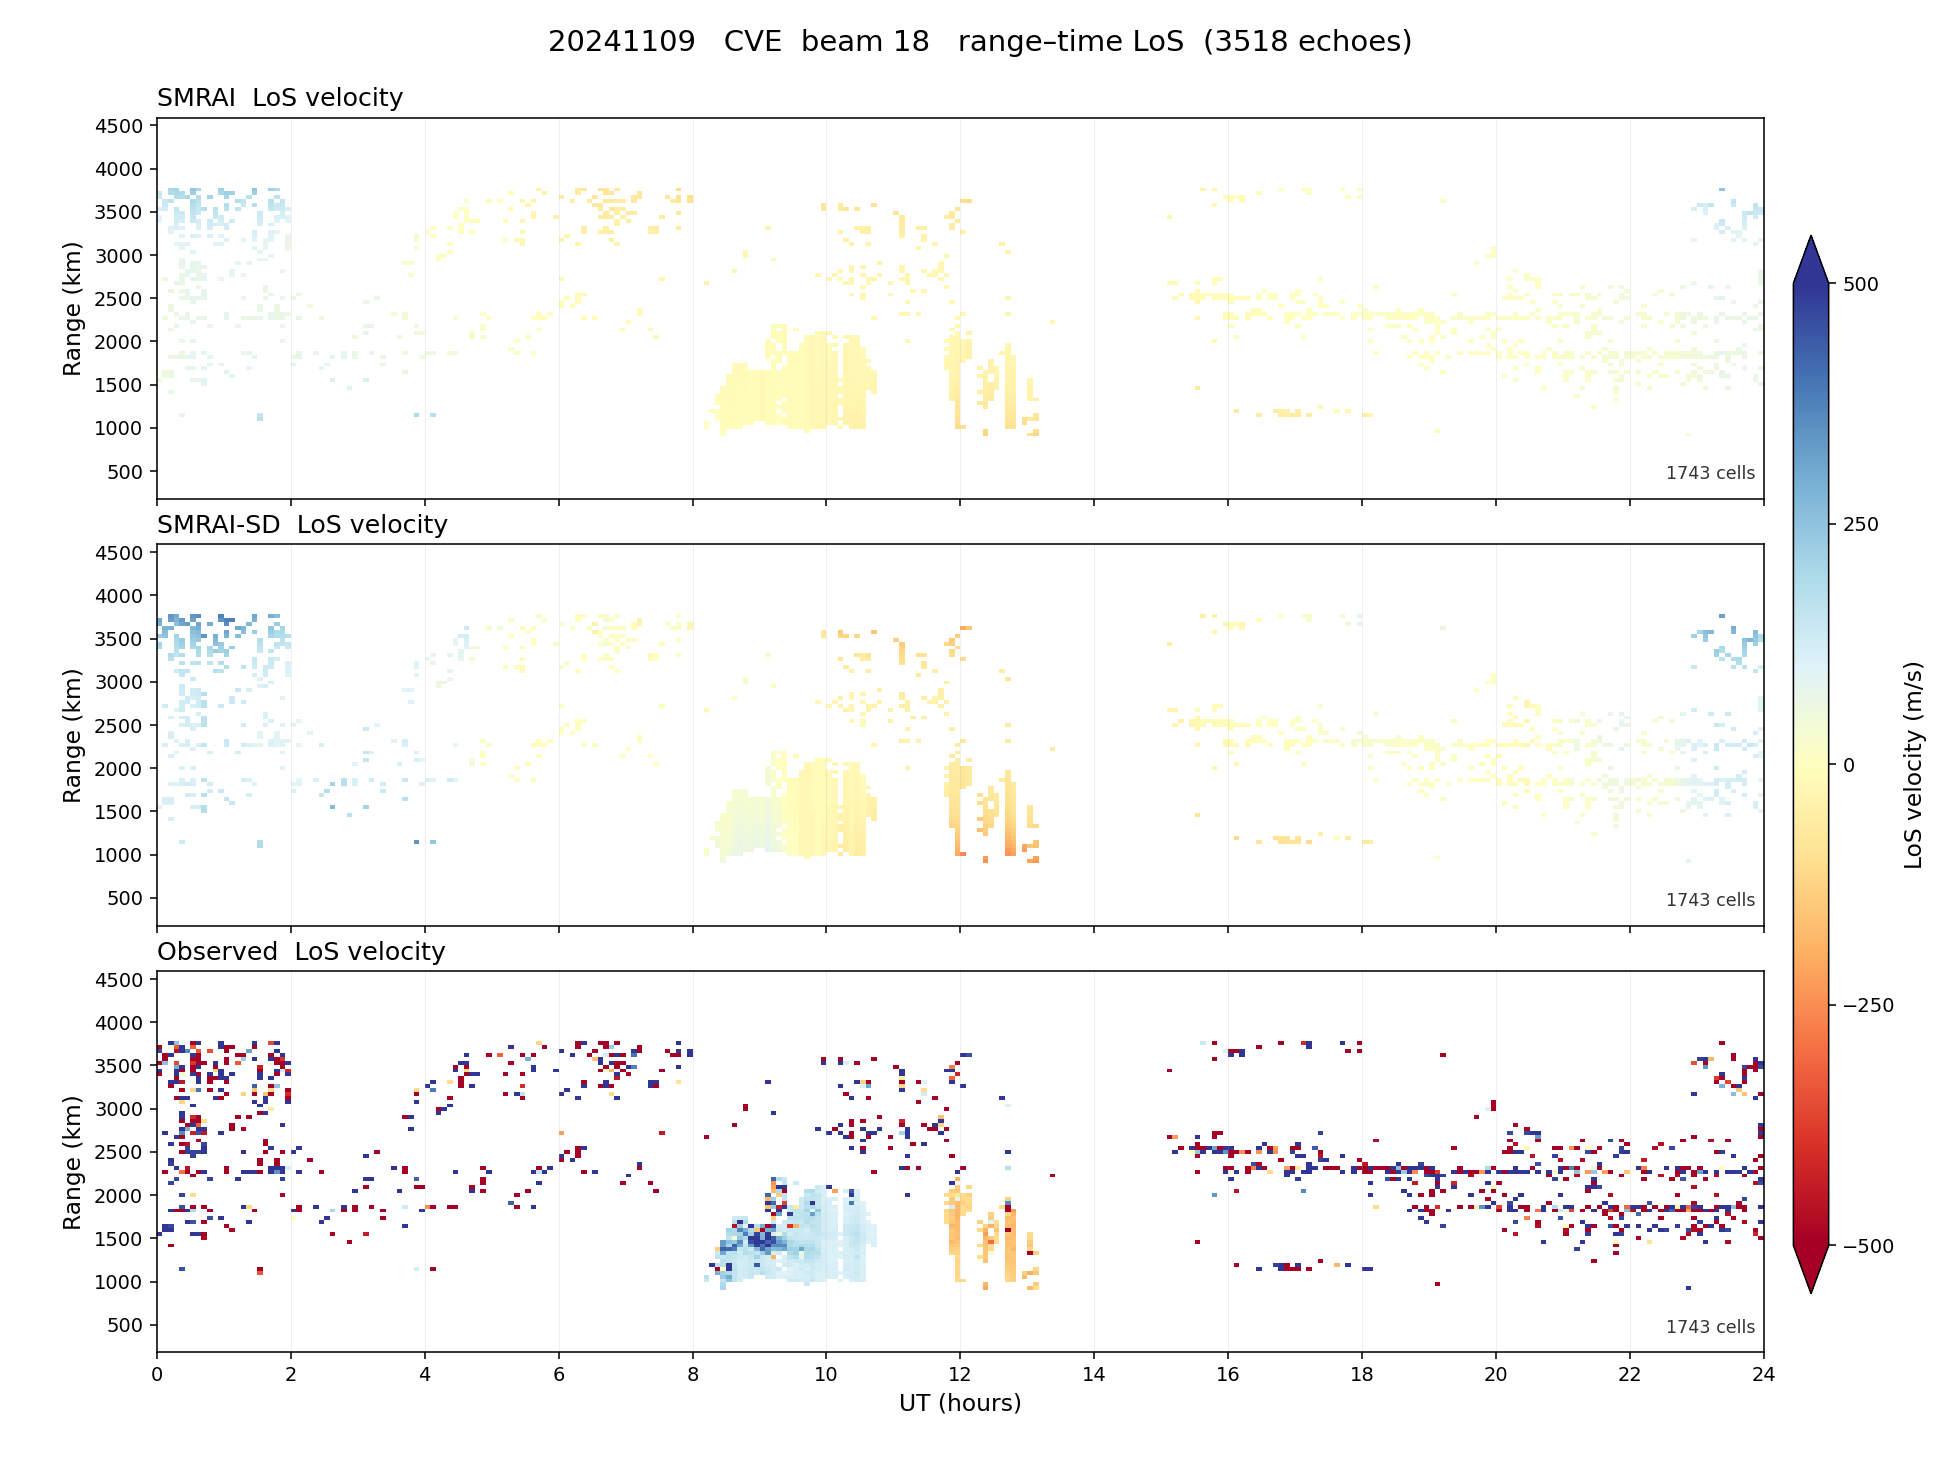 20241109   CVE  beam 18   range–time LoS  (3518 echoes)
SMRAI  LoS velocity
4500
4000
3500
3000
2500
2000
1500
1000
500
Range (km)
1743 cells
SMRAI-SD  LoS velocity
4500
4000
3500
3000
2500
2000
1500
1000
500
Range (km)
1743 cells
Observed  LoS velocity
4500
4000
3500
3000
2500
2000
1500
1000
500
Range (km)
1743 cells
0 2 4 6 8 10 12 14 16 18 20 22 24
UT (hours)
500
250
0
−250
−500
LoS velocity (m/s)